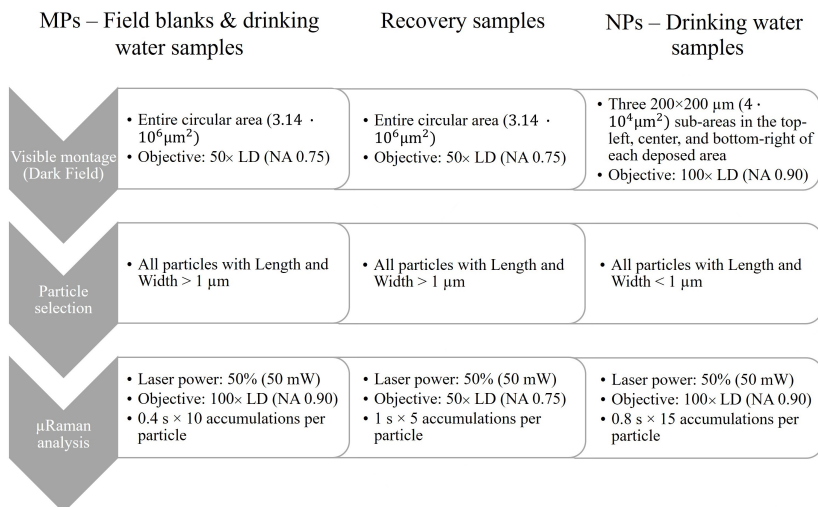 MPs – Field blanks & drinking
water samples
Recovery samples
NPs – Drinking water
samples
Visible montage
(Dark Field)
• Entire circular area (3.14 ·
10⁶μm²)
• Objective: 50× LD (NA 0.75)
• Entire circular area (3.14 ·
10⁶μm²)
• Objective: 50× LD (NA 0.75)
• Three 200×200 µm (4 ·
10⁴μm²) sub-areas in the top-
left, center, and bottom-right of
each deposed area
• Objective: 100× LD (NA 0.90)
Particle
selection
• All particles with Length and
Width > 1 µm
• All particles with Length and
Width > 1 µm
• All particles with Length and
Width < 1 µm
µRaman
analysis
• Laser power: 50% (50 mW)
• Objective: 100× LD (NA 0.90)
• 0.4 s × 10 accumulations per
particle
• Laser power: 50% (50 mW)
• Objective: 50× LD (NA 0.75)
• 1 s × 5 accumulations per
particle
• Laser power: 50% (50 mW)
• Objective: 100× LD (NA 0.90)
• 0.8 s × 15 accumulations per
particle